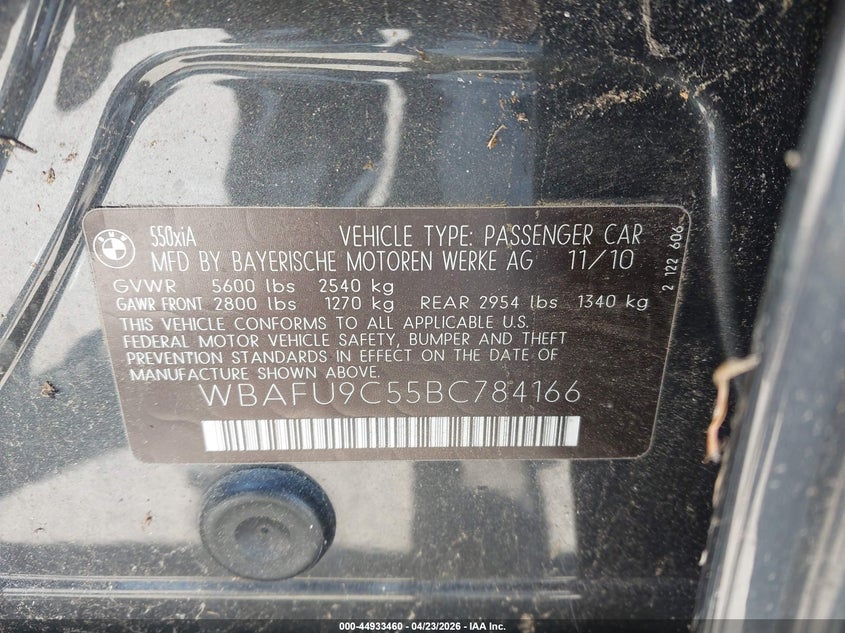 BMW
550xiA VEHICLE TYPE: PASSENGER CAR
MFD BY BAYERISCHE MOTOREN WERKE AG 11/10
GVWR 5600 lbs 2540 kg
GAWR FRONT 2800 lbs 1270 kg REAR 2954 lbs 1340 kg
THIS VEHICLE CONFORMS TO ALL APPLICABLE U.S.
FEDERAL MOTOR VEHICLE SAFETY, BUMPER AND THEFT
PREVENTION STANDARDS IN EFFECT ON THE DATE OF
MANUFACTURE SHOWN ABOVE.
WBAFU9C55BC784166
2 122 606
000-44933460 - 04/23/2026 - IAA Inc.